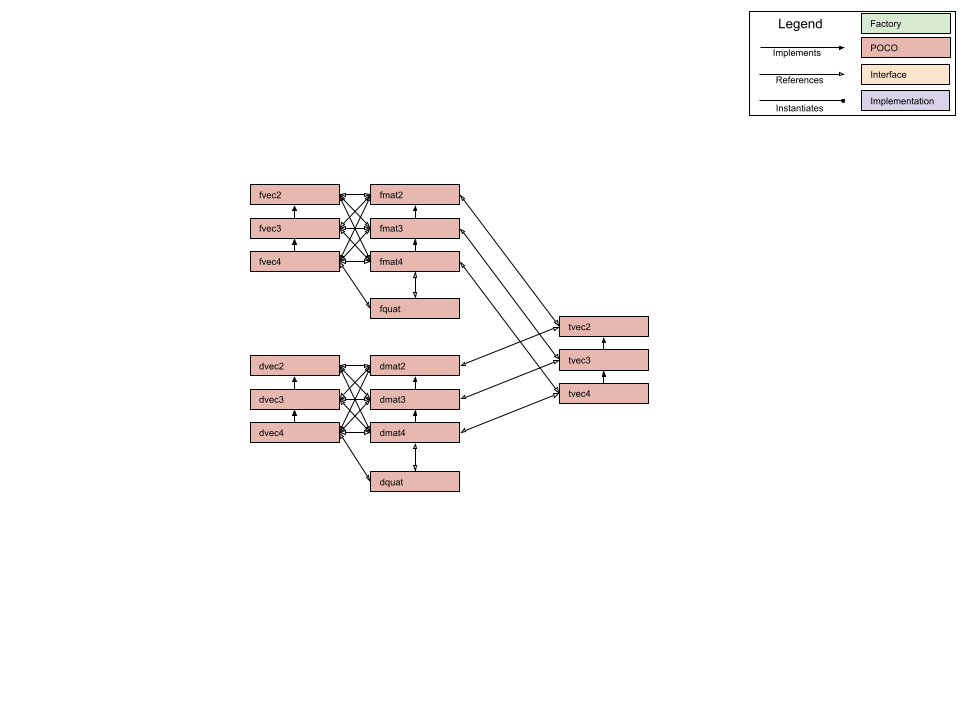 Legend
Factory
Implements
POCO
References
Interface
Instantiates
Implementation
fvec2
fmat2
fvec3
fmat3
fvec4
fmat4
fquat
tvec2
tvec3
tvec4
dvec2
dmat2
dvec3
dmat3
dvec4
dmat4
dquat